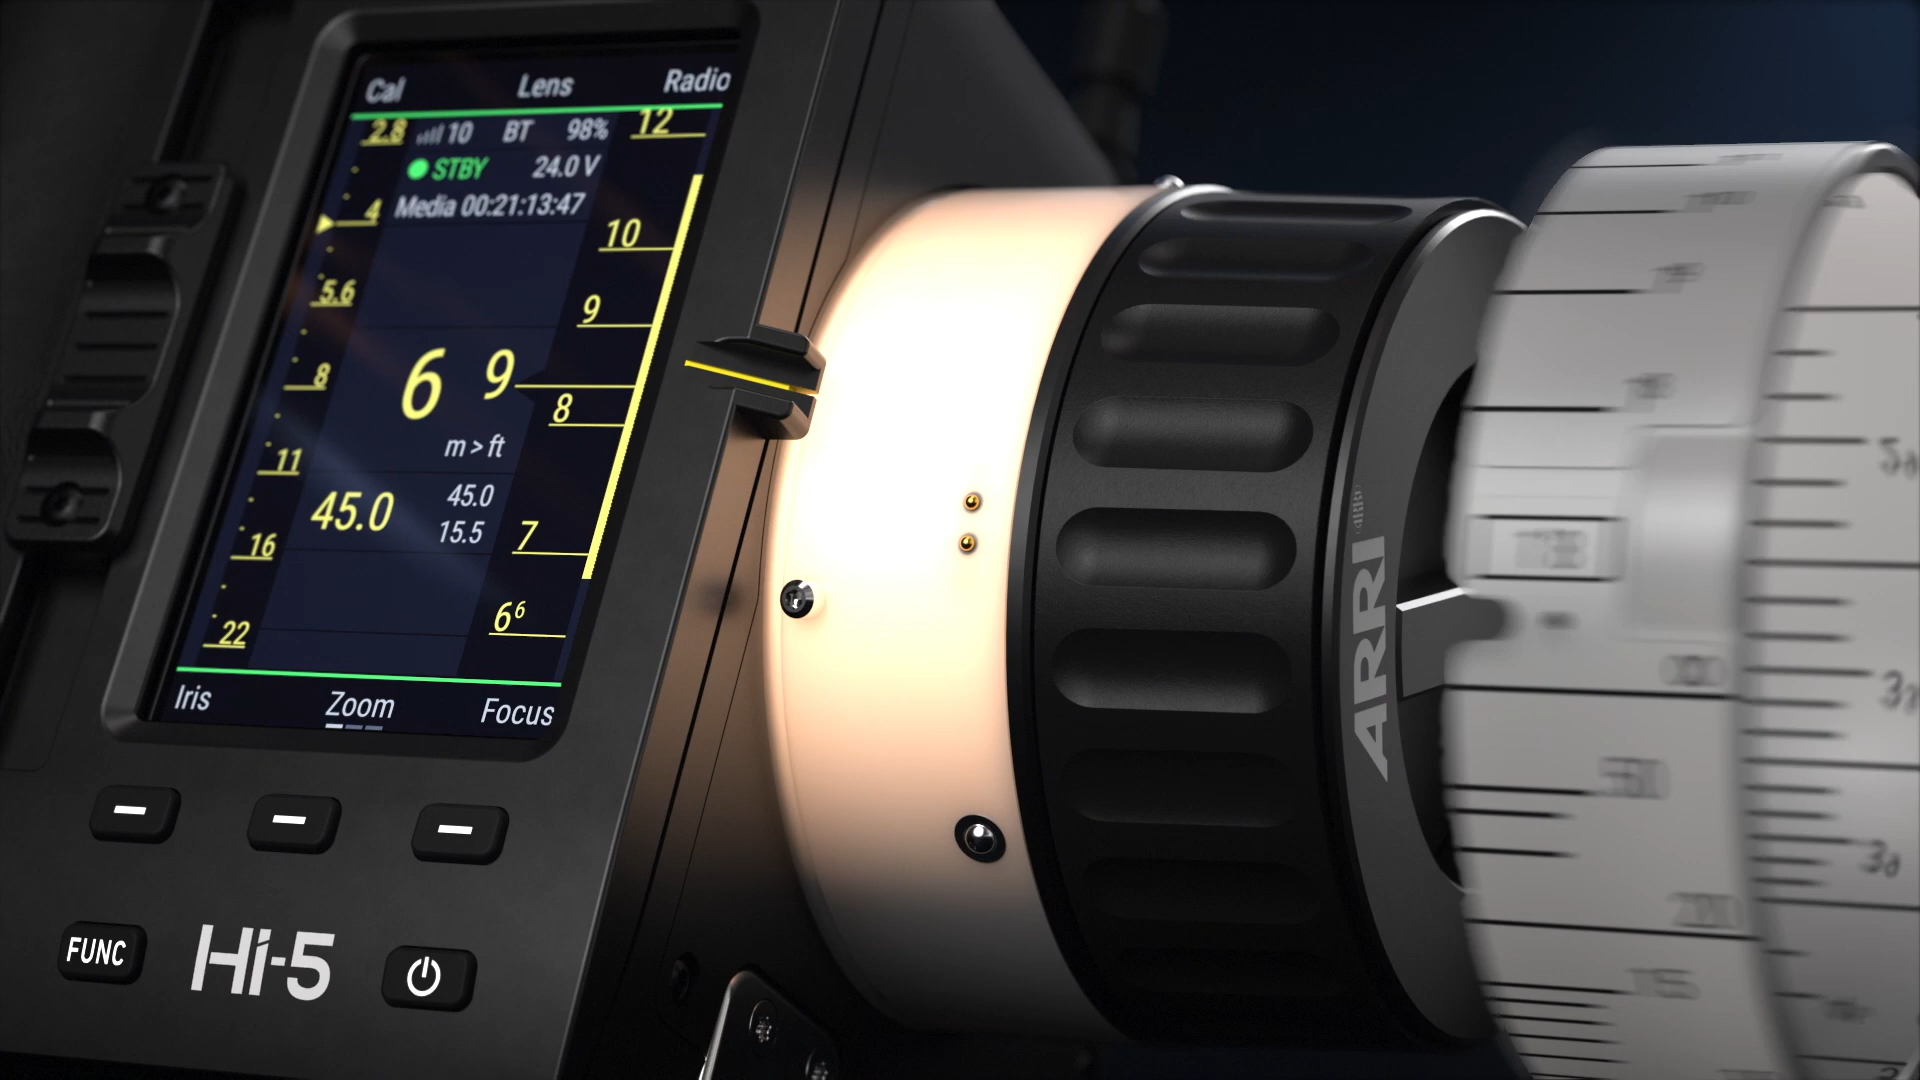 Cal Lens Radio
2.8 10 BT 98% 12
STBY 24.0 V
4 Media 00:21:13:47
10
5.6 9
8 6 9 8
m > ft
11 45.0 45.0
15.5 7
16
6 6
22
Iris Zoom Focus
FUNC Hi-5
ARRI